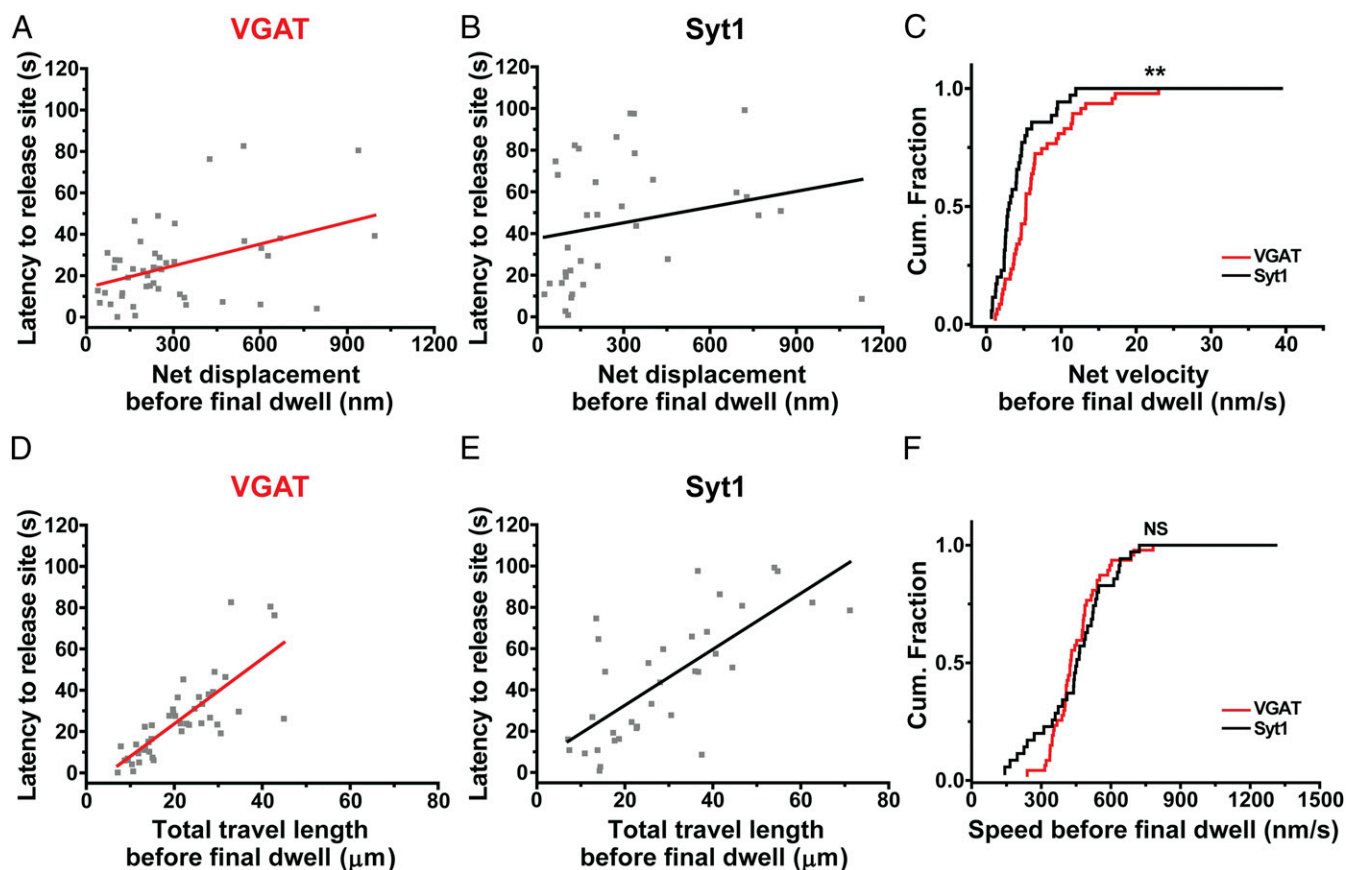 A
VGAT
Latency to release site (s)
120
100
80
60
40
20
0
0 300 600 900 1200
Net displacement
before final dwell (nm)
B
Syt1
Latency to release site (s)
120
100
80
60
40
20
0
0 300 600 900 1200
Net displacement
before final dwell (nm)
C
Cum. Fraction
1.0
0.5
0.0
**
VGAT
Syt1
0 10 20 30 40
Net velocity
before final dwell (nm/s)
D
VGAT
Latency to release site (s)
120
100
80
60
40
20
0
0 20 40 60 80
Total travel length
before final dwell (μm)
E
Syt1
Latency to release site (s)
120
100
80
60
40
20
0
0 20 40 60 80
Total travel length
before final dwell (μm)
F
Cum. Fraction
1.0
0.5
0.0
NS
VGAT
Syt1
300 600 900 1200 1500
Speed before final dwell (nm/s)